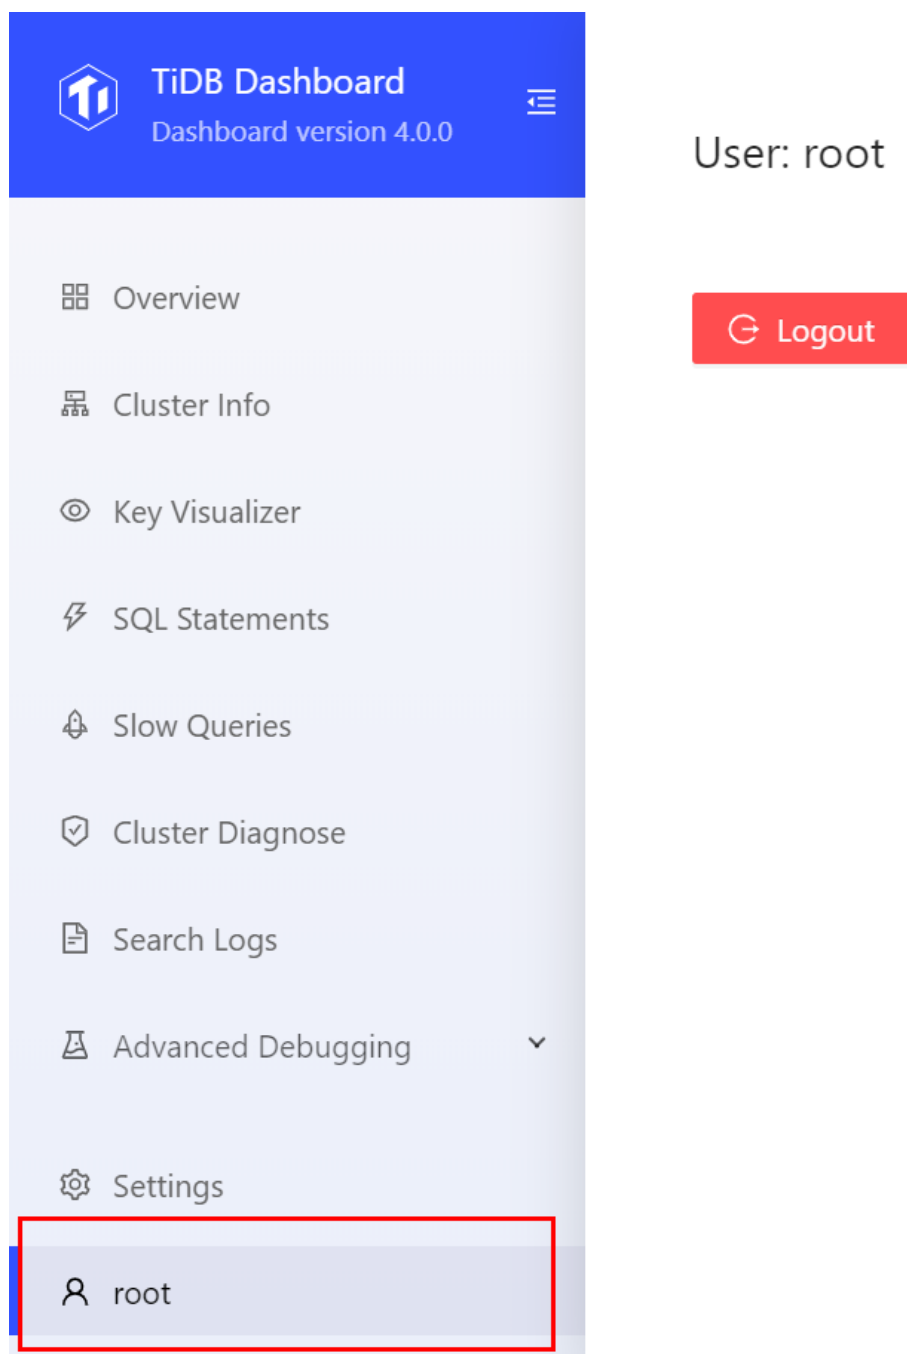 TiDB Dashboard
Dashboard version 4.0.0
Overview
Cluster Info
Key Visualizer
SQL Statements
Slow Queries
Cluster Diagnose
Search Logs
Advanced Debugging
Settings
root
User: root
Logout